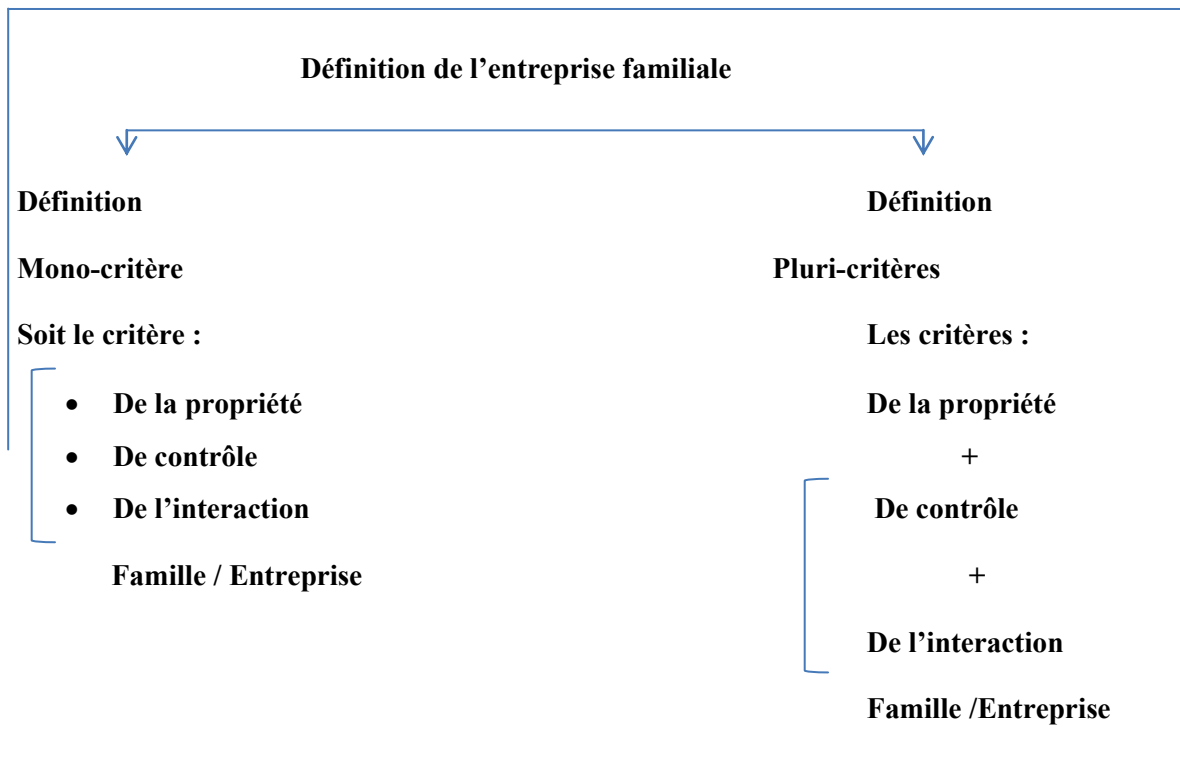 Définition de l’entreprise familiale
Définition
Mono-critère
Soit le critère :
• De la propriété
• De contrôle
• De l’interaction
Famille / Entreprise
Définition
Pluri-critères
Les critères :
De la propriété
+
De contrôle
+
De l’interaction
Famille /Entreprise